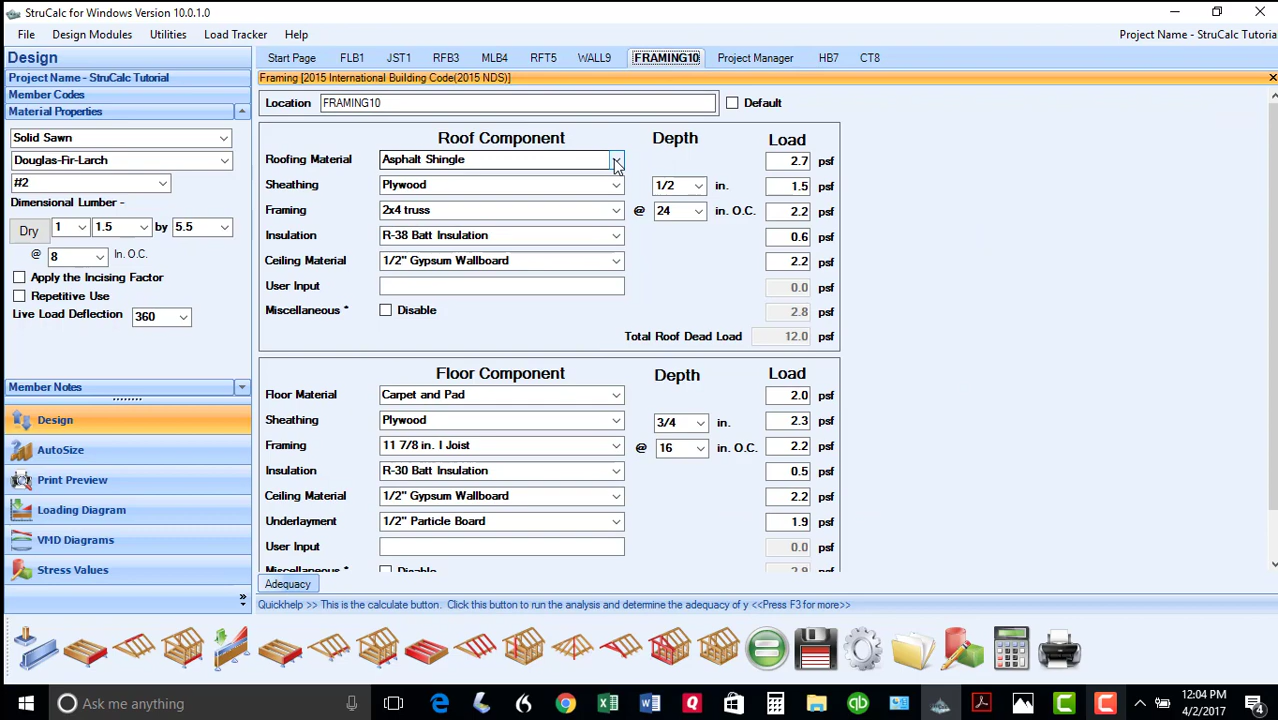 StruCalc for Windows Version 10.0.1.0
File Design Modules Utilities Load Tracker Help Project Name - StruCalc Tutoria
Design
Project Name - StruCalc Tutorial
Member Codes
Material Properties
Solid Sawn
Douglas-Fir-Larch
#2
Dimensional Lumber -
Dry 1 1.5 by 5.5
@ 8 In. O.C.
Apply the Incising Factor
Repetitive Use
Live Load Deflection 360
Member Notes
Design
AutoSize
Print Preview
Loading Diagram
VMD Diagrams
Stress Values
Start Page FLB1 JST1 RFB3 MLB4 RFT5 WALL9 FRAMING10 Project Manager HB7 CT8
Framing [2015 International Building Code(2015 NDS)]
Location FRAMING10 Default
Roof Component Depth Load
Roofing Material Asphalt Shingle 2.7 psf
Sheathing Plywood 1/2 in. 1.5 psf
Framing 2x4 truss @ 24 in. O.C. 2.2 psf
Insulation R-38 Batt Insulation 0.6 psf
Ceiling Material 1/2" Gypsum Wallboard 2.2 psf
User Input 0.0 psf
Miscellaneous * Disable 2.8 psf
Total Roof Dead Load 12.0 psf
Floor Component Depth Load
Floor Material Carpet and Pad 2.0 psf
Sheathing Plywood 3/4 in. 2.3 psf
Framing 11 7/8 in. I Joist @ 16 in. O.C. 2.2 psf
Insulation R-30 Batt Insulation 0.5 psf
Ceiling Material 1/2" Gypsum Wallboard 2.2 psf
Underlayment 1/2" Particle Board 1.9 psf
User Input 0.0 psf
Miscellaneous * Disable 2.9 psf
Adequacy
Quickhelp >> This is the calculate button. Click this button to run the analysis and determine the adequacy of y <<Press F3 for more>>
Ask me anything
12:04 PM
4/2/2017
4